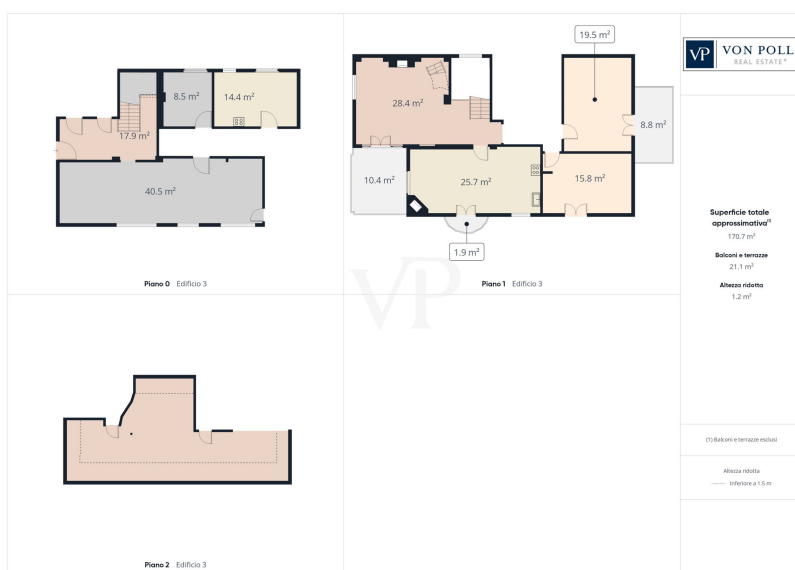 19.5 m²
8.5 m²
14.4 m²
17.9 m²
40.5 m²
28.4 m²
8.8 m²
10.4 m²
25.7 m²
15.8 m²
1.9 m²
Piano 0 Edificio 3
Piano 1 Edificio 3
VP
Piano 2 Edificio 3
VP VON POLL
REAL ESTATE®
Superficie totale
approssimativa⁽¹⁾
170.7 m²
Balconi e terrazze
21.1 m²
Altezza ridotta
1.2 m²
(1) Balconi e terrazze esclusi
Altezza ridotta
Inferiore a 1.5 m